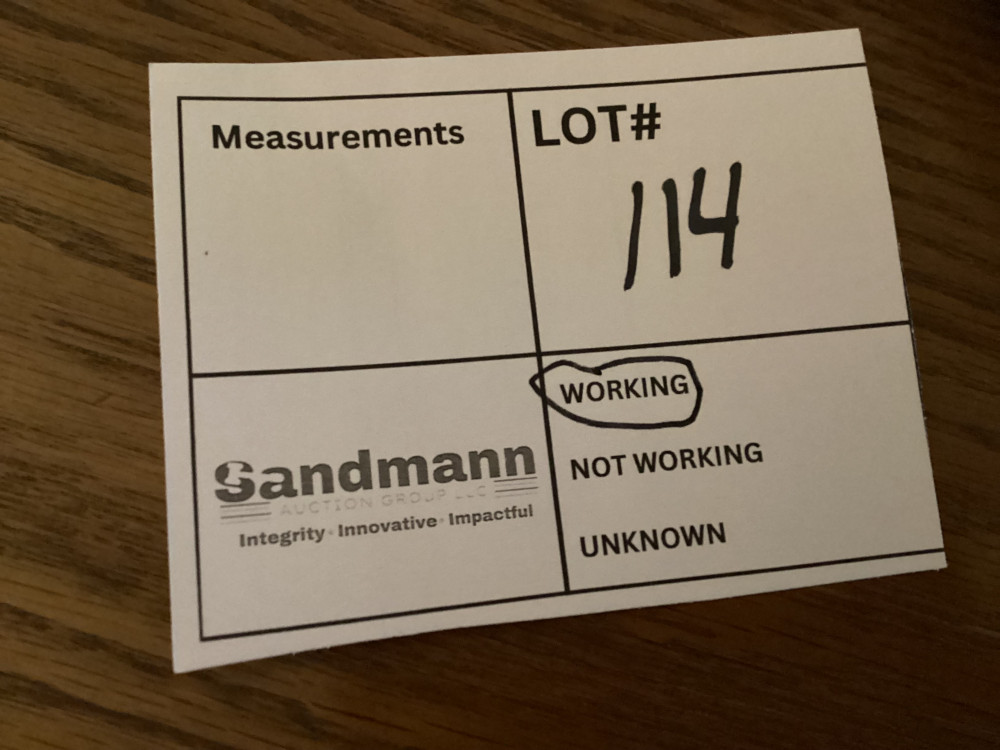 Measurements
LOT#
114
WORKING
NOT WORKING
UNKNOWN
Sandmann
AUCTION GROUP LLC
Integrity · Innovative · Impactful